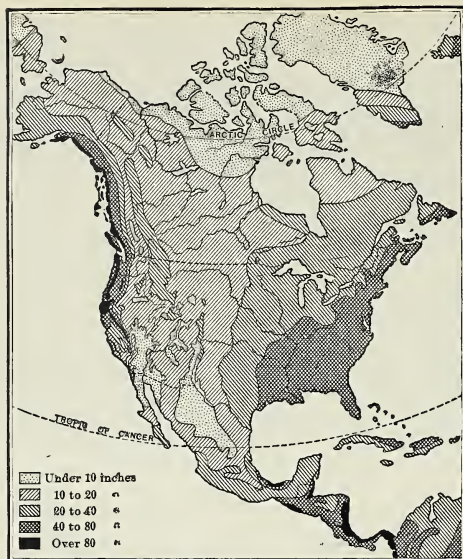 ARCTIC CIRCLE
TROPIC OF CANCER
Under 10 inches
10 to 20 "
20 to 40 "
40 to 80 "
Over 80 "